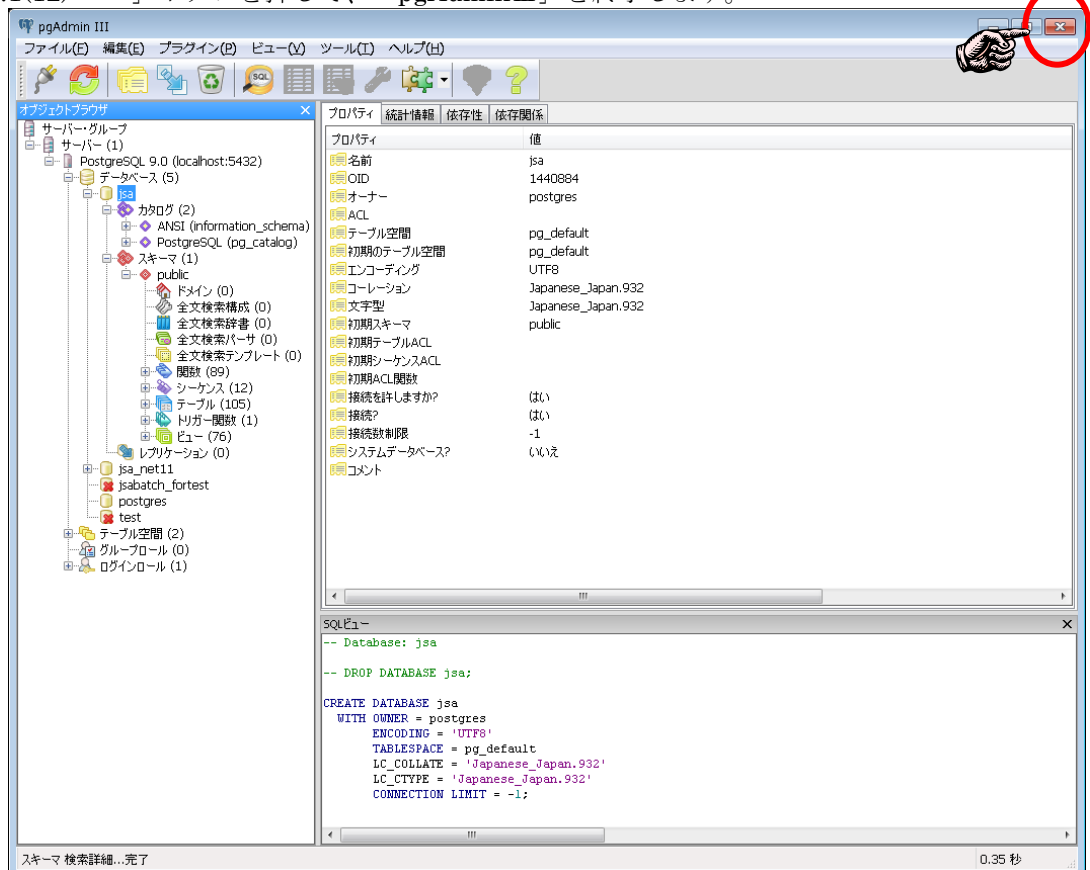 」ボタンを押して、「pgAdminⅢ」を終了します。
pgAdmin III
ファイル(F) 編集(E) プラグイン(P) ビュー(V) ツール(T) ヘルプ(H)
オブジェクトブラウザ
サーバー・グループ
サーバー (1)
PostgreSQL 9.0 (localhost:5432)
データベース (5)
jsa
カタログ (2)
ANSI (information_schema)
PostgreSQL (pg_catalog)
スキーマ (1)
public
ドメイン (0)
全文検索構成 (0)
全文検索辞書 (0)
全文検索パーサ (0)
全文検索テンプレート (0)
関数 (89)
シーケンス (12)
テーブル (105)
トリガー関数 (1)
ビュー (76)
レプリケーション (0)
jsa_net11
jsabatch_fortest
postgres
test
テーブル空間 (2)
グループロール (0)
ログインロール (1)
プロパティ 統計情報 依存性 依存関係
プロパティ 値
名前 jsa
OID 1440884
オーナー postgres
ACL
テーブル空間 pg_default
初期のテーブル空間 pg_default
エンコーディング UTF8
コーレーション Japanese_Japan.932
文字型 Japanese_Japan.932
初期スキーマ public
初期テーブルACL
初期シーケンスACL
初期ACL関数
接続を許しますか? はい
接続? はい
接続数制限 -1
システムデータベース? いいえ
コメント
SQLビュー
-- Database: jsa
-- DROP DATABASE jsa;
CREATE DATABASE jsa
WITH OWNER = postgres
ENCODING = 'UTF8'
TABLESPACE = pg_default
LC_COLLATE = 'Japanese_Japan.932'
LC_CTYPE = 'Japanese_Japan.932'
CONNECTION LIMIT = -1;
スキーマ 検索詳細...完了 0.35 秒